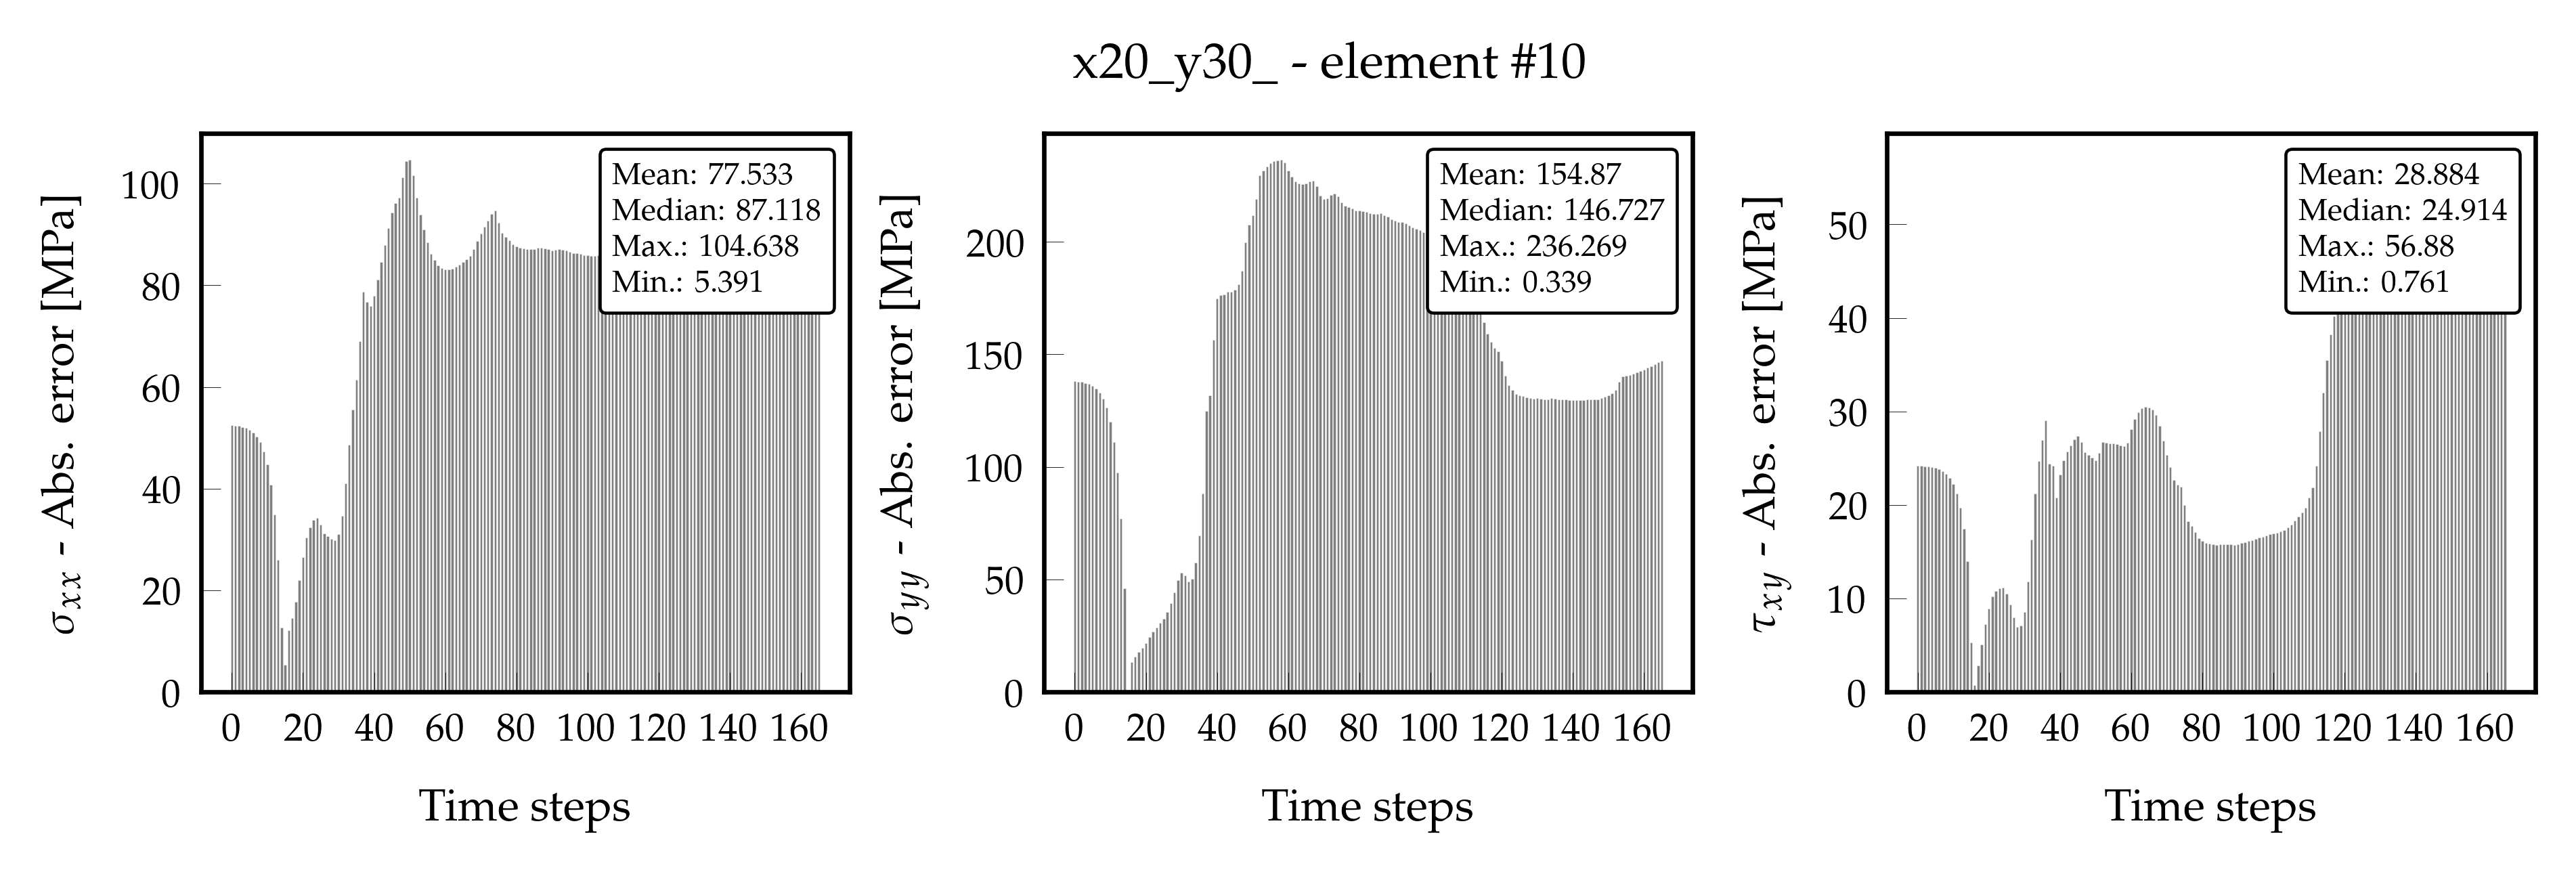 x20_y30_ - element #10
σxx - Abs. error [MPa]
100
80
60
40
20
0
Mean: 77.533
Median: 87.118
Max.: 104.638
Min.: 5.391
0 20 40 60 80 100 120 140 160
Time steps
σyy - Abs. error [MPa]
200
150
100
50
0
Mean: 154.87
Median: 146.727
Max.: 236.269
Min.: 0.339
0 20 40 60 80 100 120 140 160
Time steps
τxy - Abs. error [MPa]
50
40
30
20
10
0
Mean: 28.884
Median: 24.914
Max.: 56.88
Min.: 0.761
0 20 40 60 80 100 120 140 160
Time steps